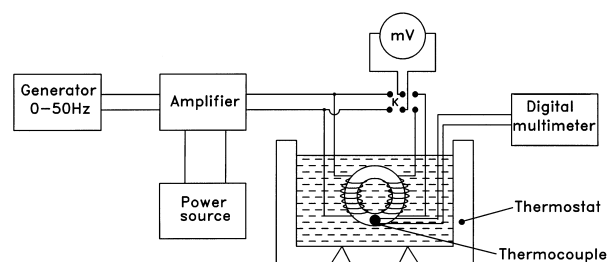 mV
Generator
0-50Hz
Amplifier
K
Digital
multimeter
Power
source
Thermostat
Thermocouple